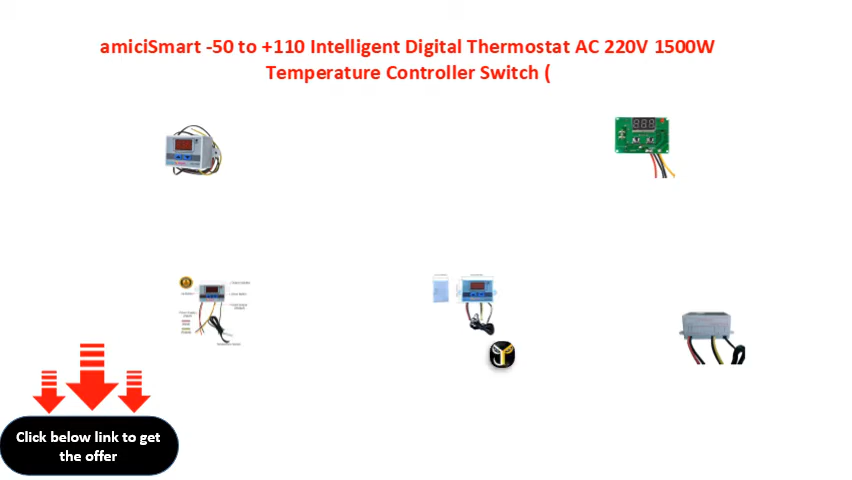 amiciSmart -50 to +110 Intelligent Digital Thermostat AC 220V 1500W
Temperature Controller Switch (
Click below link to get
the offer